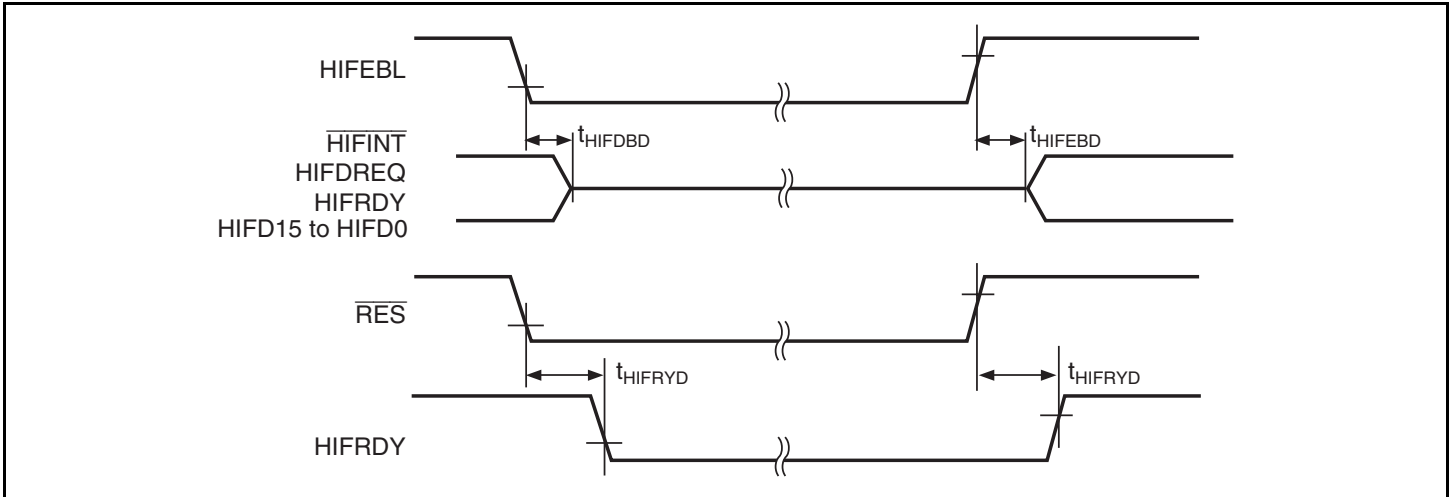 HIFEBL
HIFINT
tHIFDBD
tHIFEBD
HIFDREQ
HIFRDY
HIFD15 to HIFD0
RES
tHIFRYD
tHIFRYD
HIFRDY